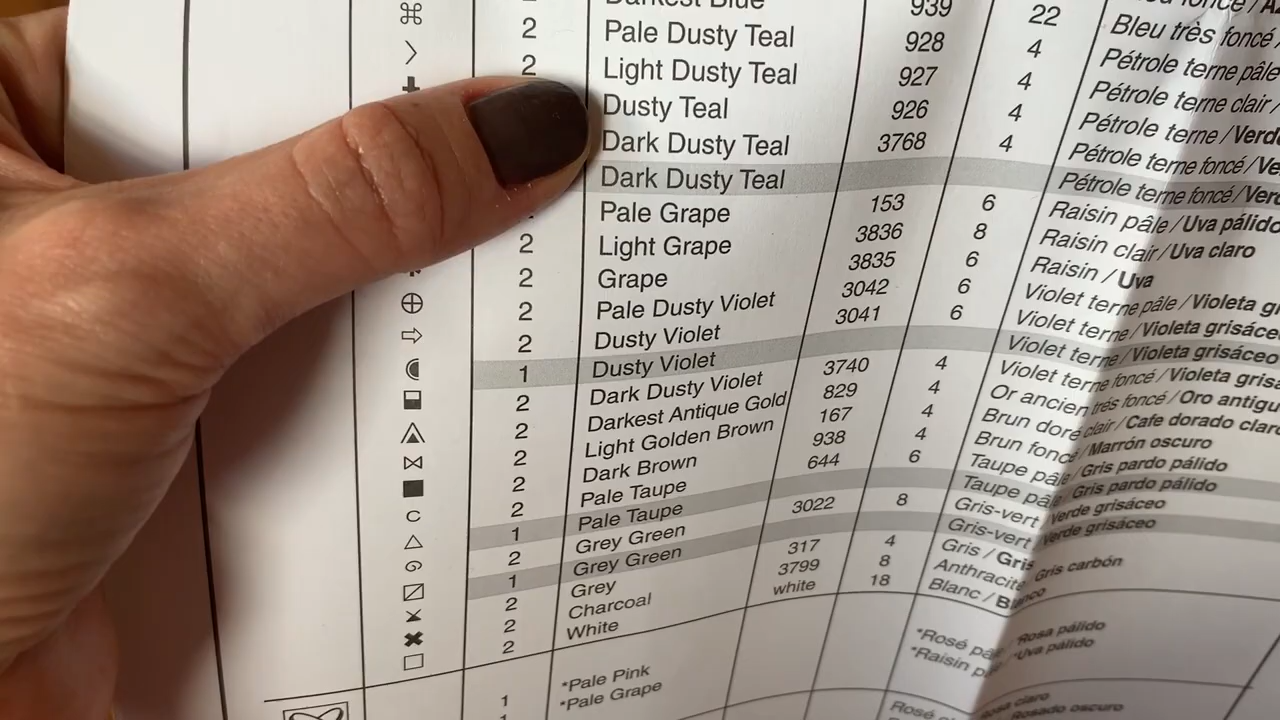 Darkest Blue 939 22 Bleu très foncé /
2 Pale Dusty Teal 928 4 Pétrole terne pâle
2 Light Dusty Teal 927 4 Pétrole terne clair /
Dusty Teal 926 4 Pétrole terne / Verde
Dark Dusty Teal 3768 4 Pétrole terne foncé /
Dark Dusty Teal Pétrole terne foncé /
Pale Grape 153 6 Raisin pâle / Uva pálido
2 Light Grape 3836 8 Raisin clair / Uva claro
2 Grape 3835 6 Raisin / Uva
2 Pale Dusty Violet 3042 6 Violet terne pâle / Violeta
2 Dusty Violet 3041 6 Violet terne / Violeta grisáceo
1 Dusty Violet Violet terne / Violeta grisáceo
2 Dark Dusty Violet 3740 4 Violet terne foncé / Violeta
2 Darkest Antique Gold 829 4 Or ancien très foncé / Oro
2 Light Golden Brown 167 4 Brun doré clair / Cafe dorado
2 Dark Brown 938 4 Brun foncé / Marrón oscuro
2 Pale Taupe 644 6 Taupe pâle / Gris pardo pálido
1 Pale Taupe Taupe pâle / Gris pardo pálido
2 Grey Green 3022 8 Gris-vert / Verde grisáceo
1 Grey Green Gris-vert / Verde grisáceo
2 Grey 317 4 Gris / Gris
2 Charcoal 3799 8 Anthracite Gris carbón
2 White white 18 Blanc / Blanco
1 *Pale Pink *Rosé *Rosa pálido
*Pale Grape *Raisin *Uva pálido
Rosé Rosa claro
Raisin Rosado oscuro